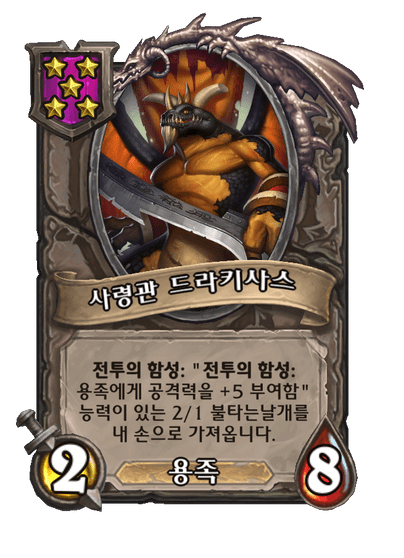 사령관 드라키사스
전투의 함성: "전투의 함성:
용족에게 공격력을 +5 부여함"
능력이 있는 2/1 불타는날개를
내 손으로 가져옵니다.
2
용족
8